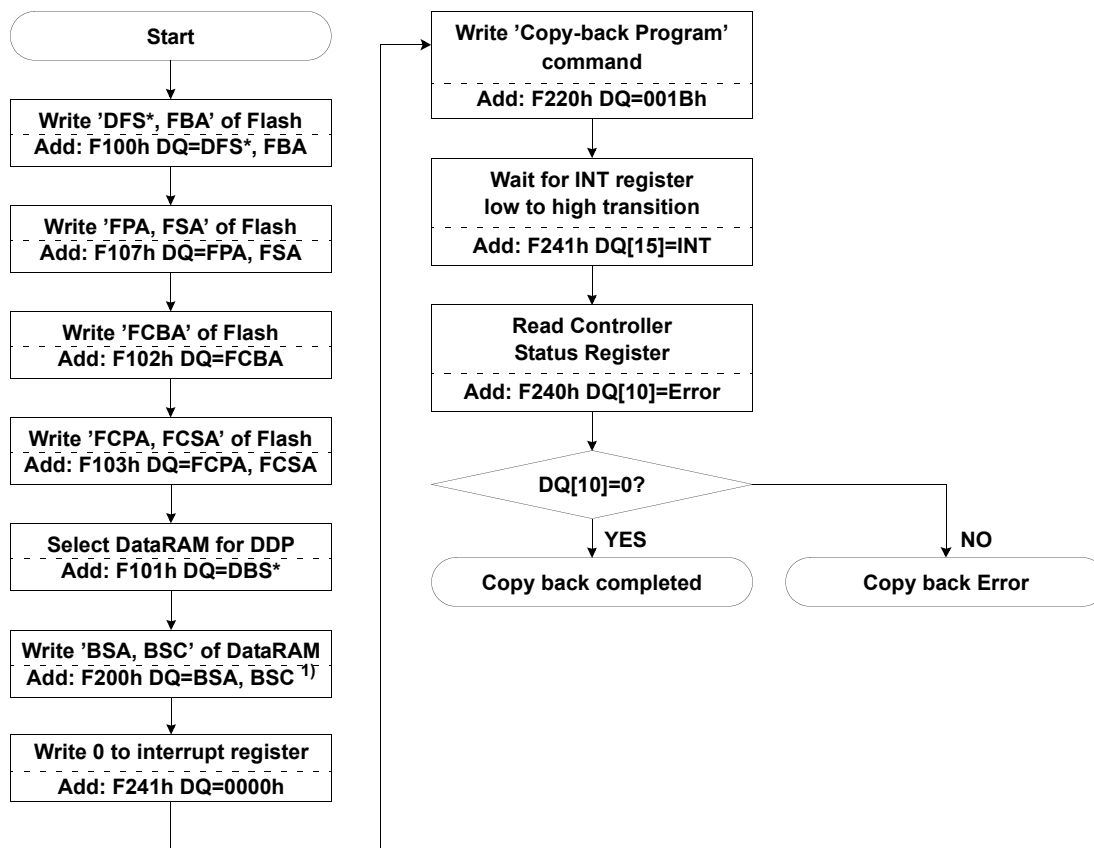 Start
Write ’DFS*, FBA’ of Flash
Add: F100h DQ=DFS*, FBA
Write ’FPA, FSA’ of Flash
Add: F107h DQ=FPA, FSA
Write ’FCBA’ of Flash
Add: F102h DQ=FCBA
Write ’FCPA, FCSA’ of Flash
Add: F103h DQ=FCPA, FCSA
Select DataRAM for DDP
Add: F101h DQ=DBS*
Write ’BSA, BSC’ of DataRAM
Add: F200h DQ=BSA, BSC 1)
Write 0 to interrupt register
Add: F241h DQ=0000h
Write ’Copy-back Program’
command
Add: F220h DQ=001Bh
Wait for INT register
low to high transition
Add: F241h DQ[15]=INT
Read Controller
Status Register
Add: F240h DQ[10]=Error
DQ[10]=0?
YES
NO
Copy back completed
Copy back Error